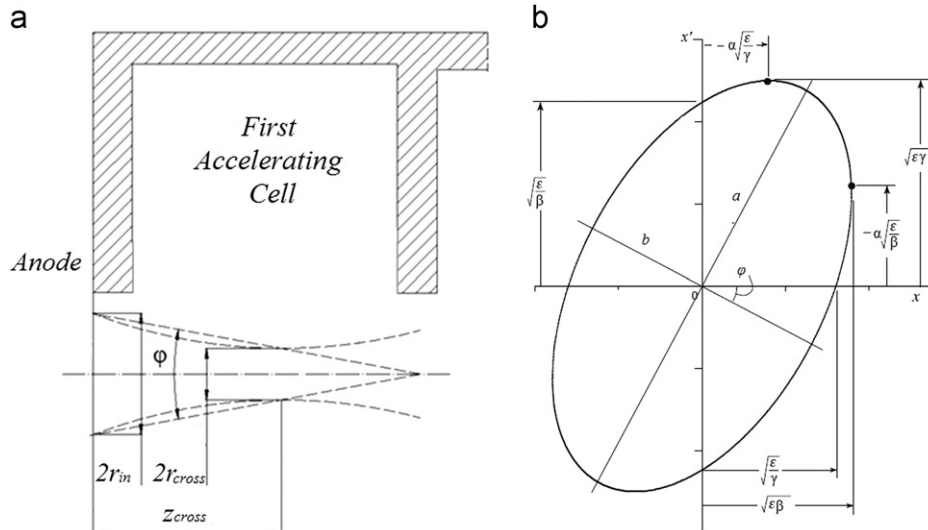 a
First
Accelerating
Cell
Anode
φ
2r_in 2r_cross
z_cross
b
x'
- -α√(ε/γ)
√(ε/β)
√(εγ)
-α√(ε/β)
a
b
φ
0
x
√(ε/γ)
√(εβ)